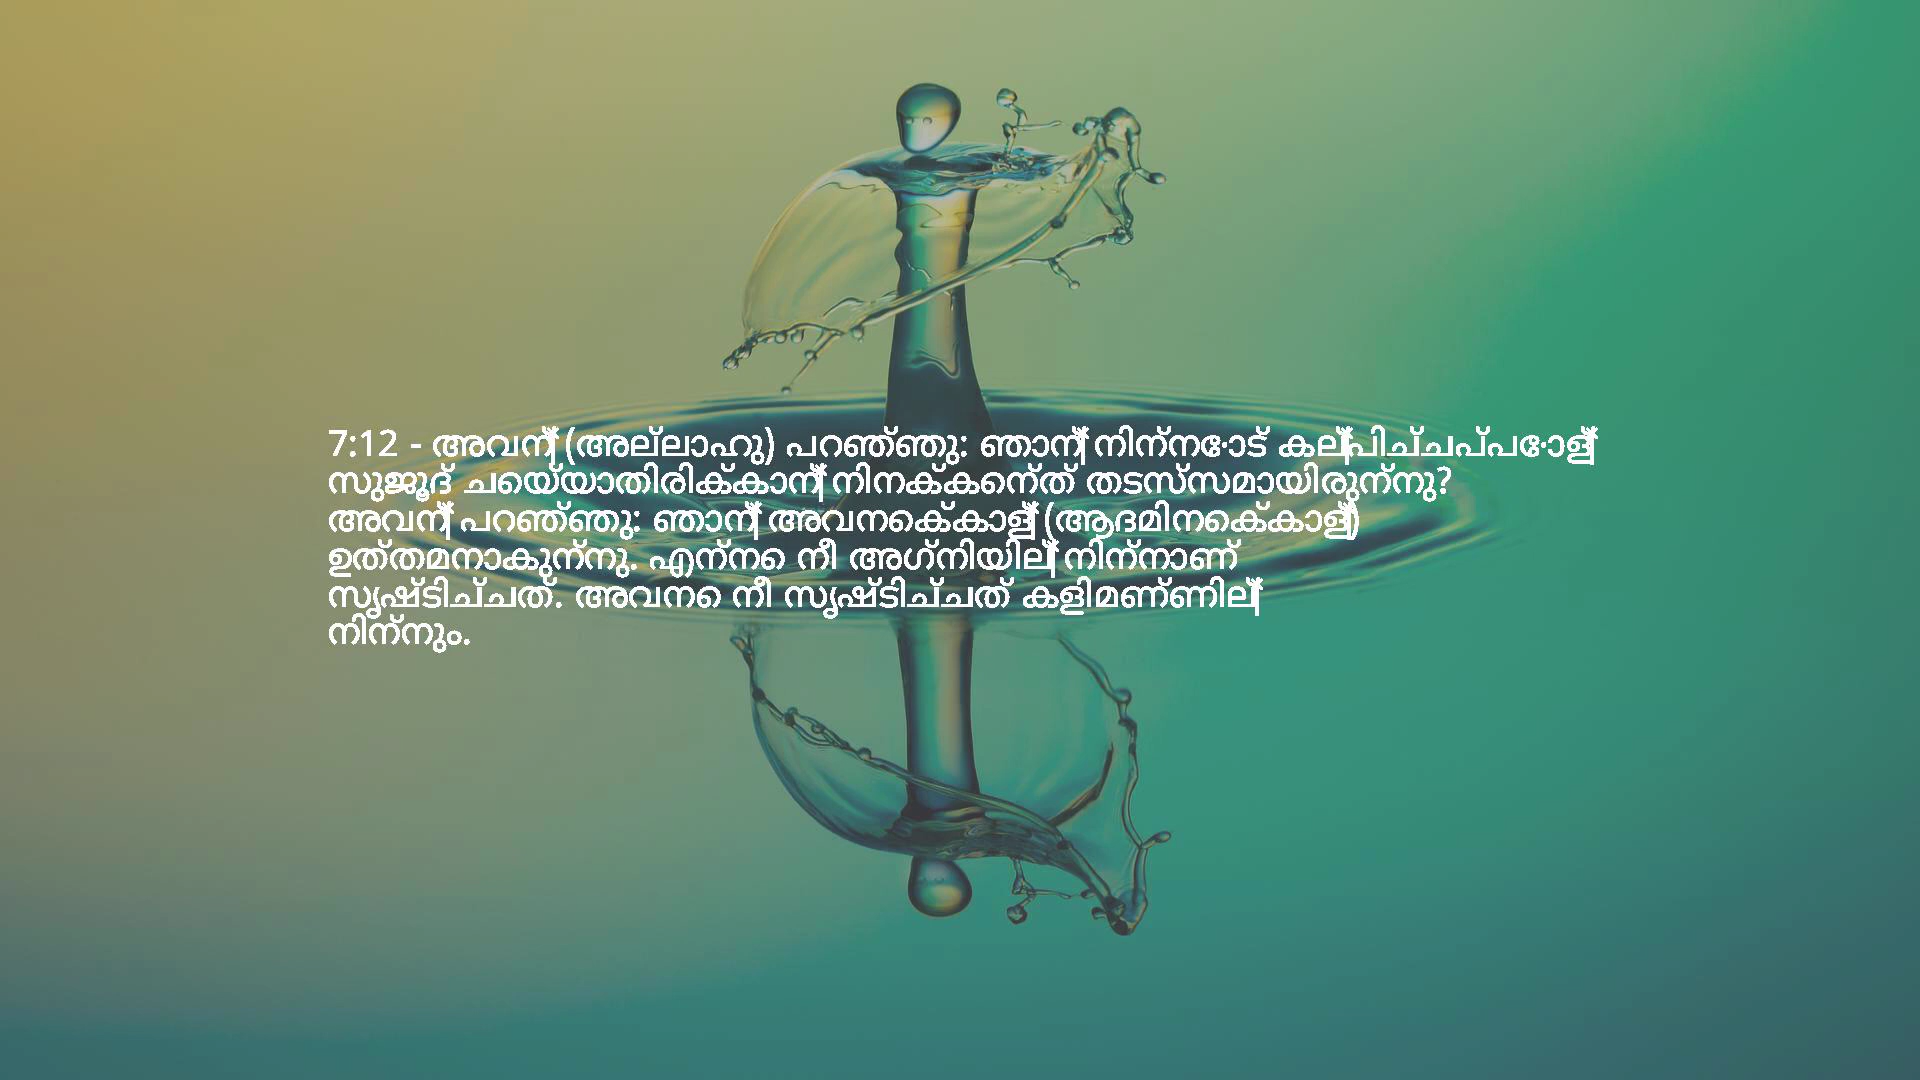 7:12 - അവന്‍ (അല്ലാഹു) പറഞ്ഞു: ഞാന്‍ നിന്നോട് കല്‍പിച്ചപ്പോള്‍
സുജൂദ് ചെയ്യാതിരിക്കാന്‍ നിനക്കെന്ത് തടസ്സമായിരുന്നു?
അവന്‍ പറഞ്ഞു: ഞാന്‍ അവനെക്കാള്‍ (ആദമിനെക്കാള്‍)
ഉത്തമനാകുന്നു. എന്നെ നീ അഗ്നിയില്‍ നിന്നാണ്
സൃഷ്ടിച്ചത്. അവനെ നീ സൃഷ്ടിച്ചത് കളിമണ്ണില്‍
നിന്നും.